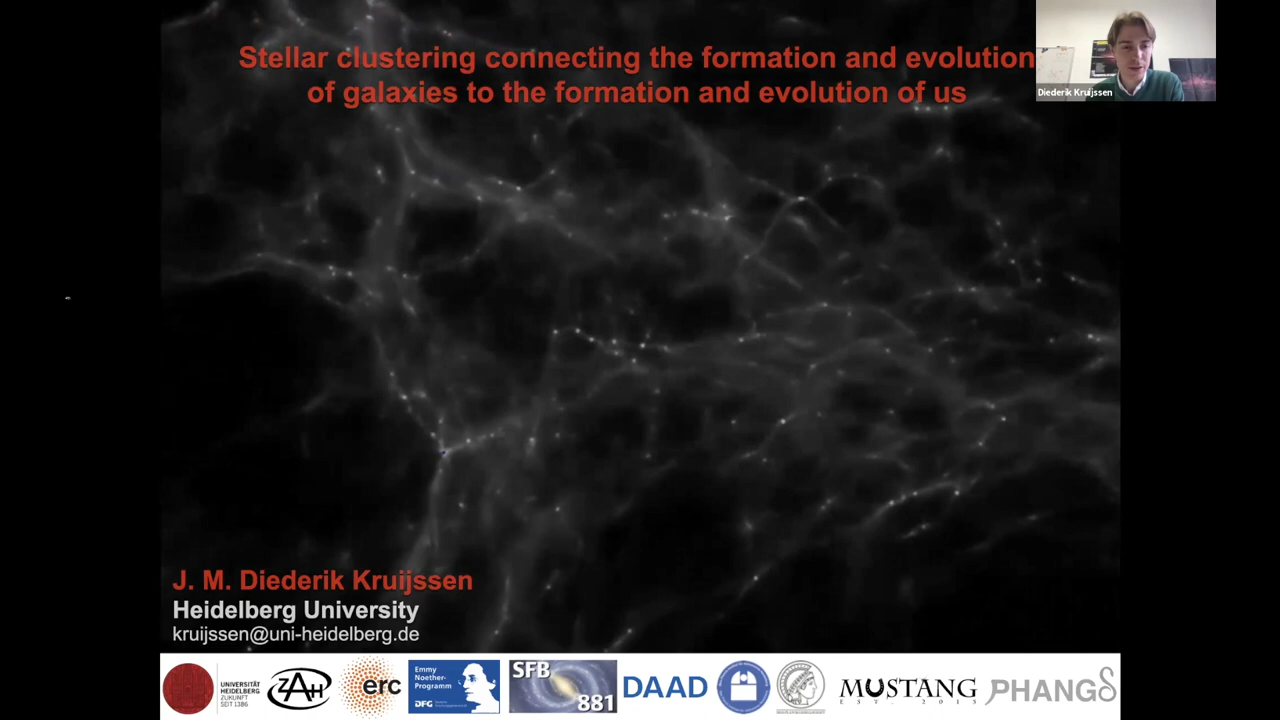 Stellar clustering connecting the formation and evolution
of galaxies to the formation and evolution of us
Diederik Kruijssen
J. M. Diederik Kruijssen
Heidelberg University
kruijssen@uni-heidelberg.de
UNIVERSITÄT
HEIDELBERG
ZUKUNFT
SEIT 1386
ZAH
erc
Emmy
Noether-
Programm
DFG
SFB
881
DAAD
MUSTANG
EST. 2015
PHANGS